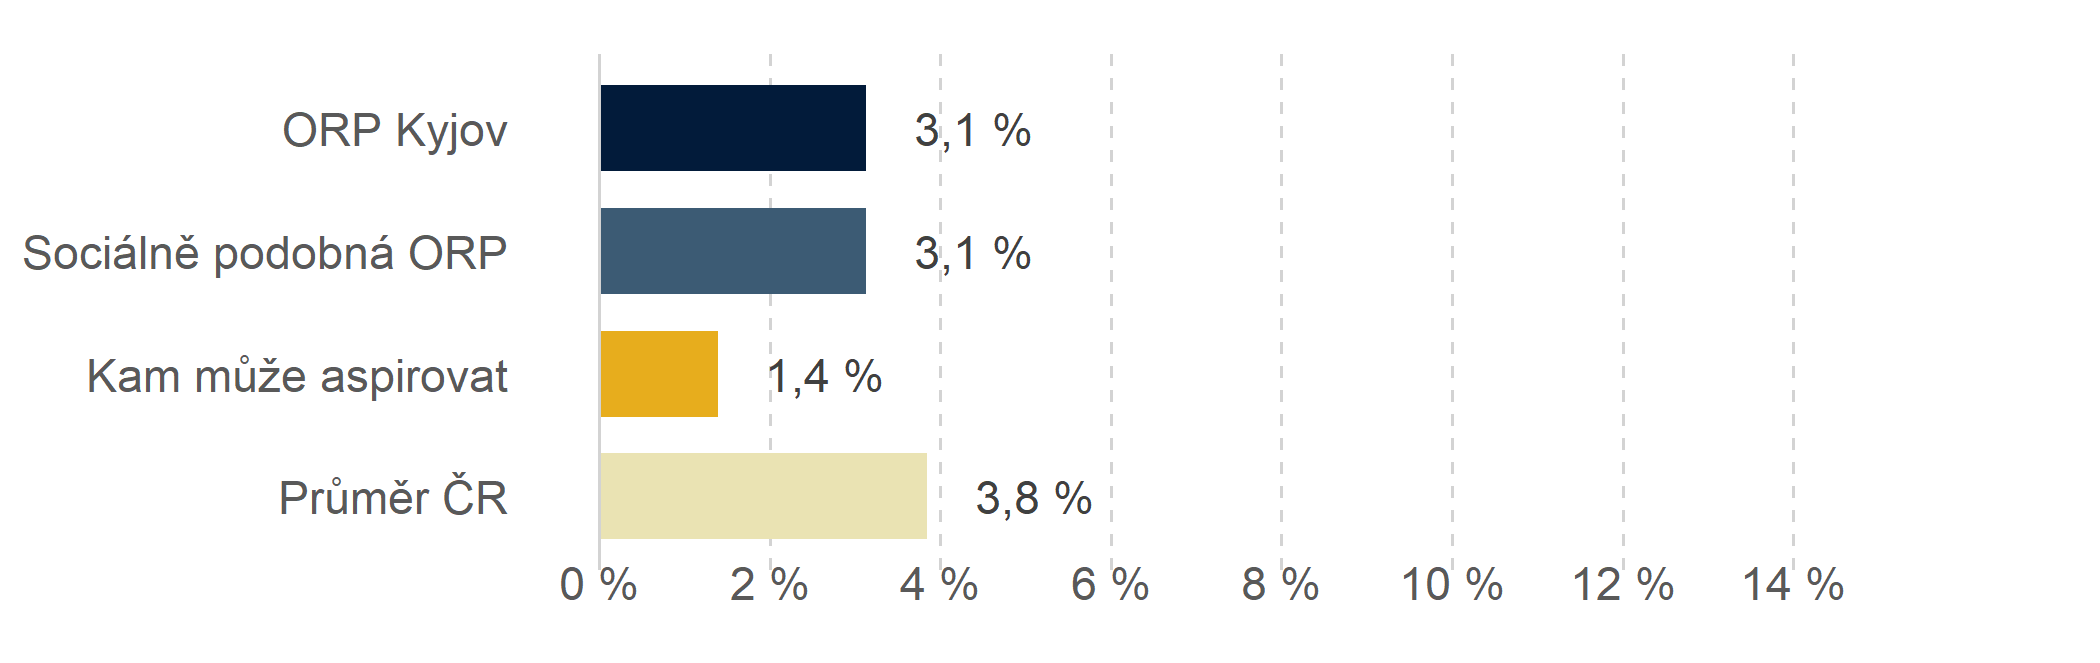 ORP Kyjov 3,1 %
Sociálně podobná ORP 3,1 %
Kam může aspirovat 1,4 %
Průměr ČR 3,8 %
0 % 2 % 4 % 6 % 8 % 10 % 12 % 14 %